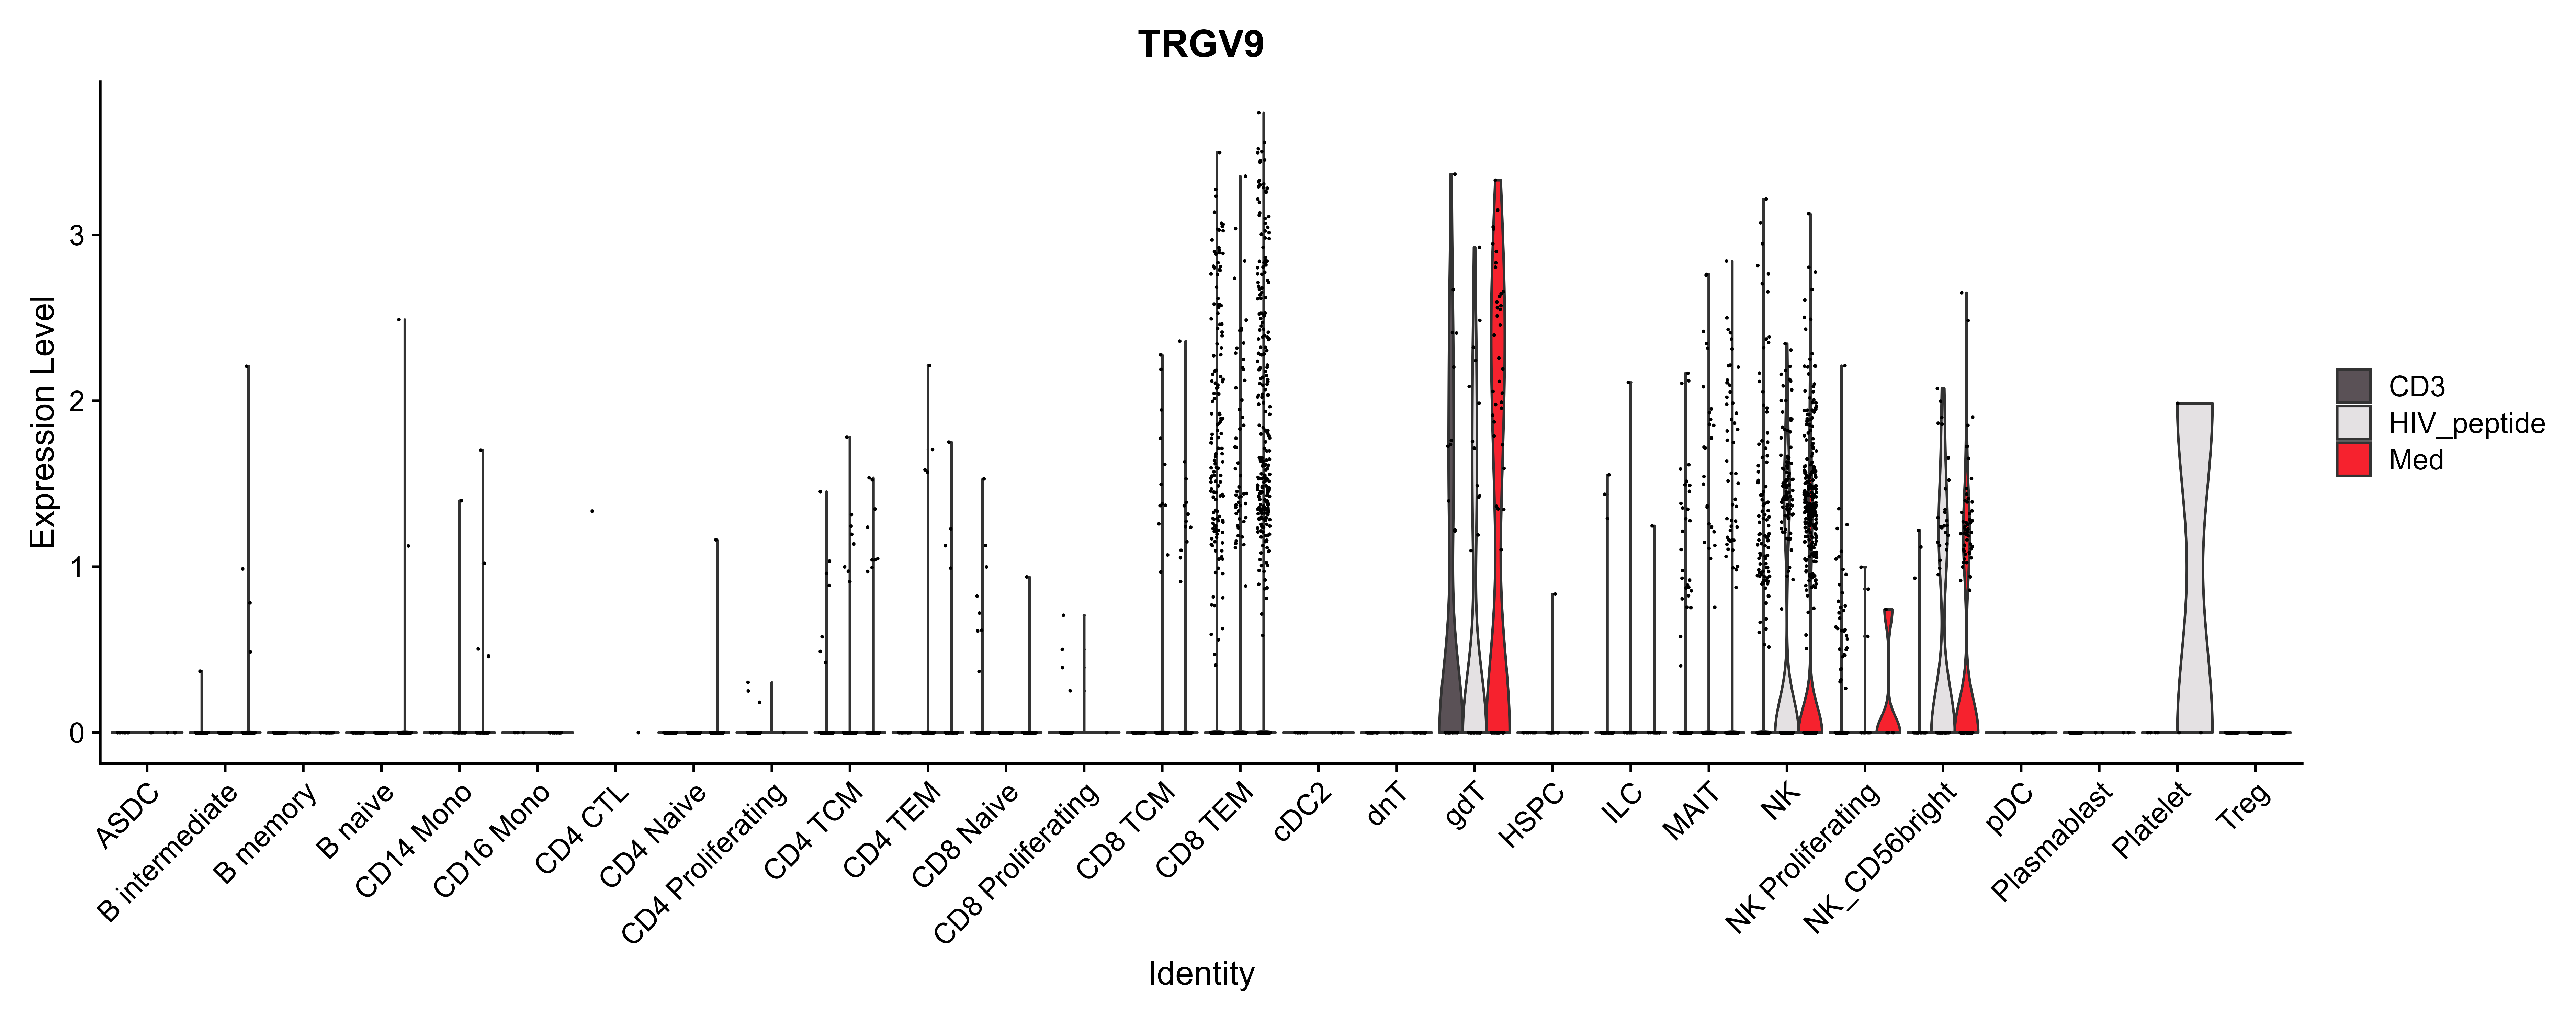 TRGV9
Expression Level
3
2
1
0
CD3
HIV_peptide
Med
ASDC
B intermediate
B memory
B naive
CD14 Mono
CD16 Mono
CD4 CTL
CD4 Naive
CD4 Proliferating
CD4 TCM
CD4 TEM
CD8 Naive
CD8 Proliferating
CD8 TCM
CD8 TEM
cDC2
dnT
gdT
HSPC
ILC
MAIT
NK
NK Proliferating
NK_CD56bright
pDC
Plasmablast
Platelet
Treg
Identity